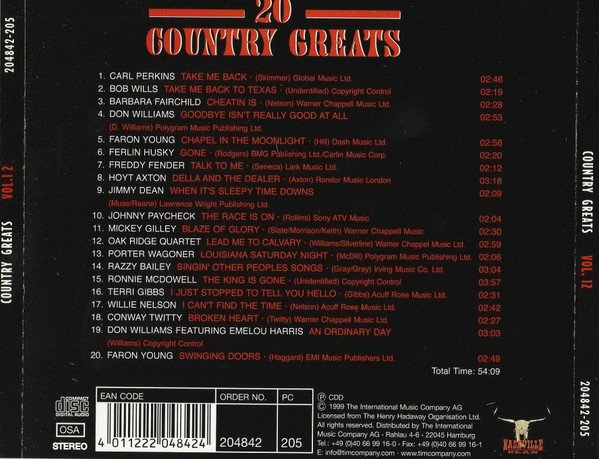 20
COUNTRY GREATS
1. CARL PERKINS TAKE ME BACK · (Skimmer) Global Music Ltd. 02:46
2. BOB WILLS TAKE ME BACK TO TEXAS · (Undentified) Copyright Control 02:19
3. BARBARA FAIRCHILD CHEATIN IS · (Nelson) Warner Chappell Music Ltd. 02:28
4. DON WILLIAMS GOODBYE ISN'T REALLY GOOD AT ALL 02:53
(D. Williams) Polygram Music Publishing Ltd.
5. FARON YOUNG CHAPEL IN THE MOONLIGHT · (Hill) Dash Music Ltd. 02:56
6. FERLIN HUSKY GONE · (Rodgers) BMG Publishing Ltd./Carlin Music Corp. 02:20
7. FREDDY FENDER TALK TO ME · (Seneca) Lark Music Ltd. 02:12
8. HOYT AXTON DELLA AND THE DEALER · (Axton) Rondor Music London 03:18
9. JIMMY DEAN WHEN IT'S SLEEPY TIME DOWNS 02:09
(Muse/Reane) Lawrence Wright Publishing Ltd.
10. JOHNNY PAYCHECK THE RACE IS ON · (Rollins) Sony ATV Music 02:04
11. MICKEY GILLEY BLAZE OF GLORY · (Slate/Morrison/Keith) Warner Chappell Music 02:30
12. OAK RIDGE QUARTET LEAD ME TO CALVARY · (Williams/Silverline) Warner Chappell Music Ltd. 02:59
13. PORTER WAGONER LOUISIANA SATURDAY NIGHT · (McDill) Polygram Music Publishing Ltd. 02:06
14. RAZZY BAILEY SINGIN' OTHER PEOPLES SONGS · (Gray/Gray) Irving Music Co. Ltd. 03:04
15. RONNIE MCDOWELL THE KING IS GONE · (Unidentified) Copyright Control 03:57
16. TERRI GIBBS I JUST STOPPED TO TELL YOU HELLO · (Gibbs) Acuff Rose Music Ltd. 02:31
17. WILLIE NELSON I CAN'T FIND THE TIME · (Nelson) Acuff Rose Music Ltd. 02:23
18. CONWAY TWITTY BROKEN HEART · (Twitty) Warner Chappell Music Ltd. 02:27
19. DON WILLIAMS FEATURING EMELOU HARRIS AN ORDINARY DAY 03:03
(Williams) Copyright Control
20. FARON YOUNG SWINGING DOORS · (Haggard) EMI Music Publishers Ltd. 02:49
Total Time: 54:09
204842-205
COUNTRY GREATS VOL.12
COUNTRY GREATS VOL. 12
204842-205
COMPACT
disc
DIGITAL AUDIO
OSA
STEREO
EAN CODE
4 011222 048424
ORDER NO.
204842
PC
205
Ⓟ CDD
© 1999 The International Music Company AG
Licensed from The Henry Hadaway Organisation Ltd.
All rights reserved. Distributed by The International
Music Company AG · Rahlau 4-6 · 22045 Hamburg
Tel.: +49 (0)40 66 99 16-0 · Fax: +49 (0)40 66 99 16-1
E-mail: info@timcompany.com · www.timcompany.com
NASHVILLE